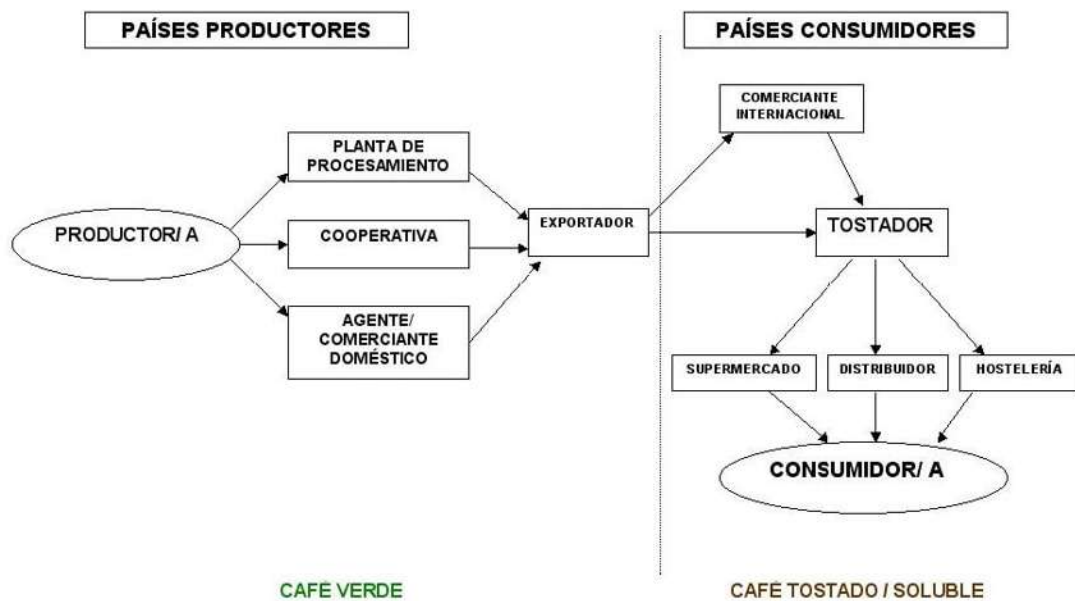 PAÍSES PRODUCTORES
PAÍSES CONSUMIDORES
COMERCIANTE
INTERNACIONAL
PLANTA DE
PROCESAMIENTO
PRODUCTOR/ A
COOPERATIVA
EXPORTADOR
TOSTADOR
AGENTE/
COMERCIANTE
DOMÉSTICO
SUPERMERCADO
DISTRIBUIDOR
HOSTELERÍA
CONSUMIDOR/ A
CAFÉ VERDE
CAFÉ TOSTADO / SOLUBLE